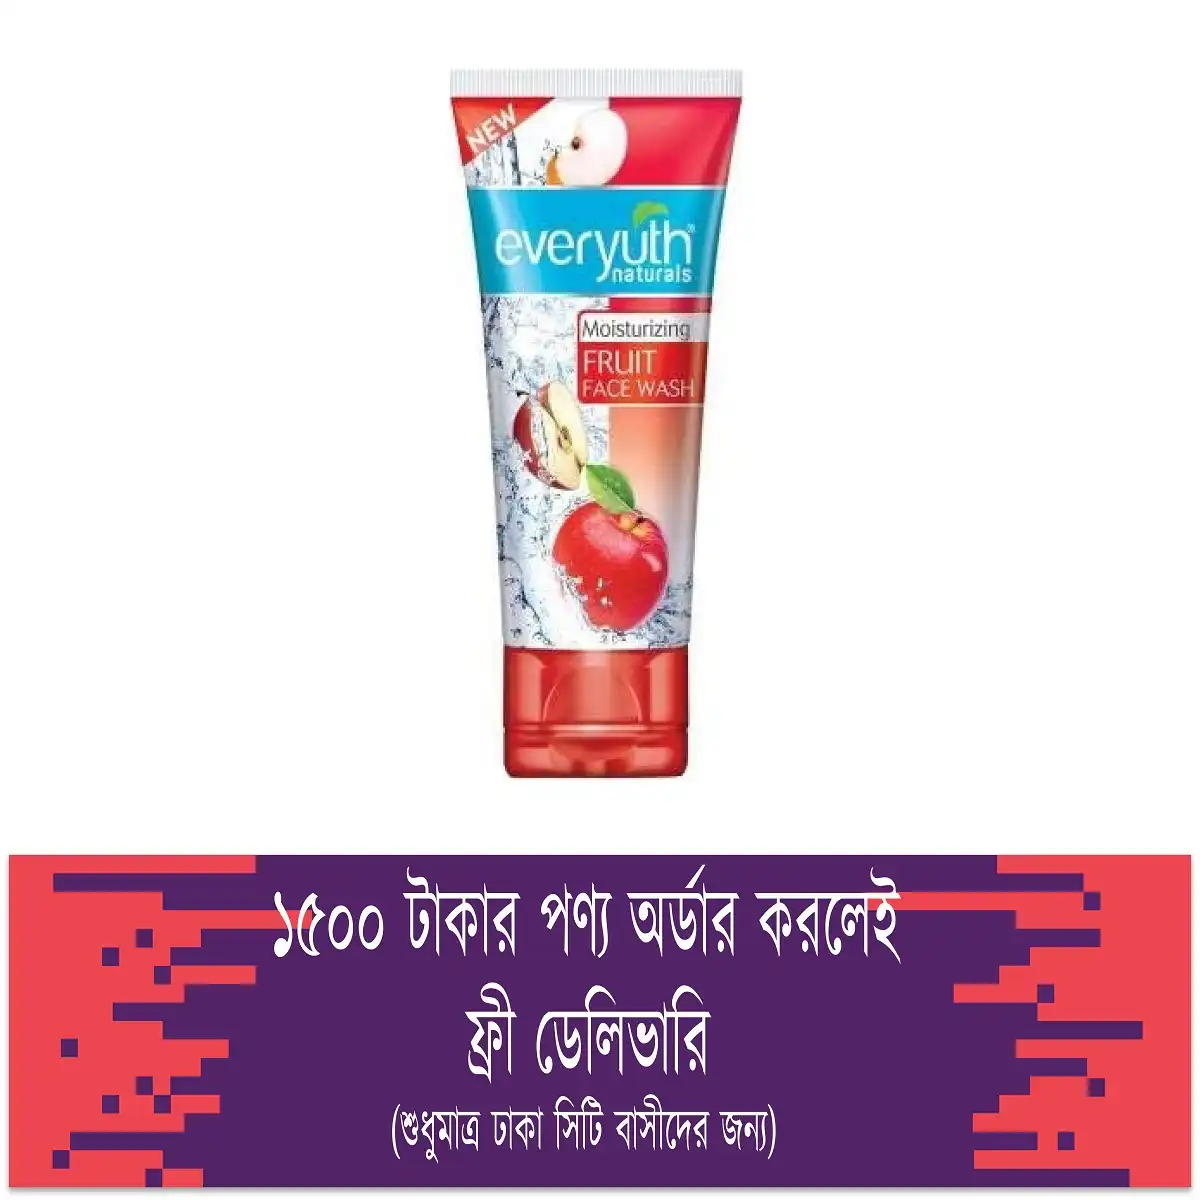 NEW
everyuth®
naturals
Moisturizing
FRUIT
FACE WASH
১৫০০ টাকার পণ্য অর্ডার করলেই
ফ্রী ডেলিভারি
(শুধুমাত্র ঢাকা সিটি বাসীদের জন্য)